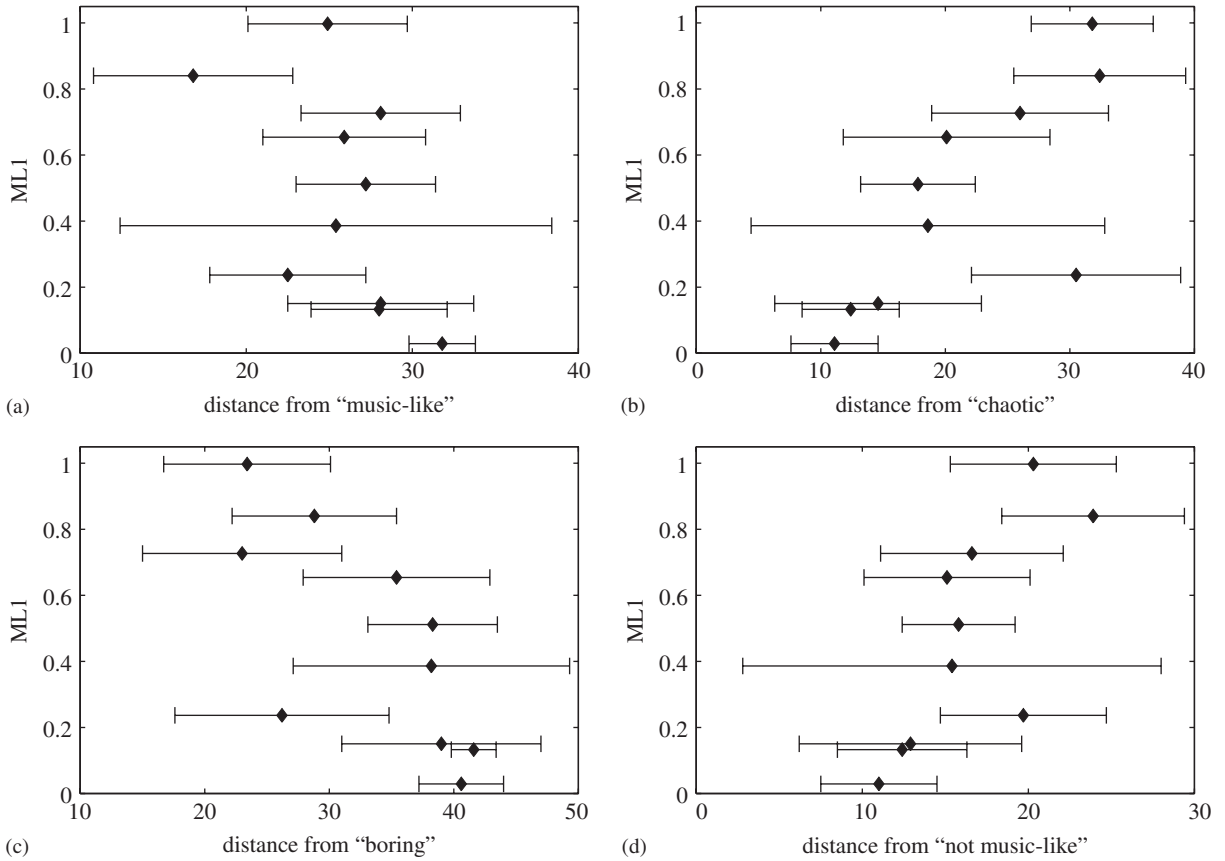 1
0.8
0.6
0.4
0.2
0
ML1
10 20 30 40
(a) distance from “music-like”
1
0.8
0.6
0.4
0.2
0
ML1
0 10 20 30 40
(b) distance from “chaotic”
1
0.8
0.6
0.4
0.2
0
ML1
10 20 30 40 50
(c) distance from “boring”
1
0.8
0.6
0.4
0.2
0
ML1
0 10 20 30
(d) distance from “not music-like”